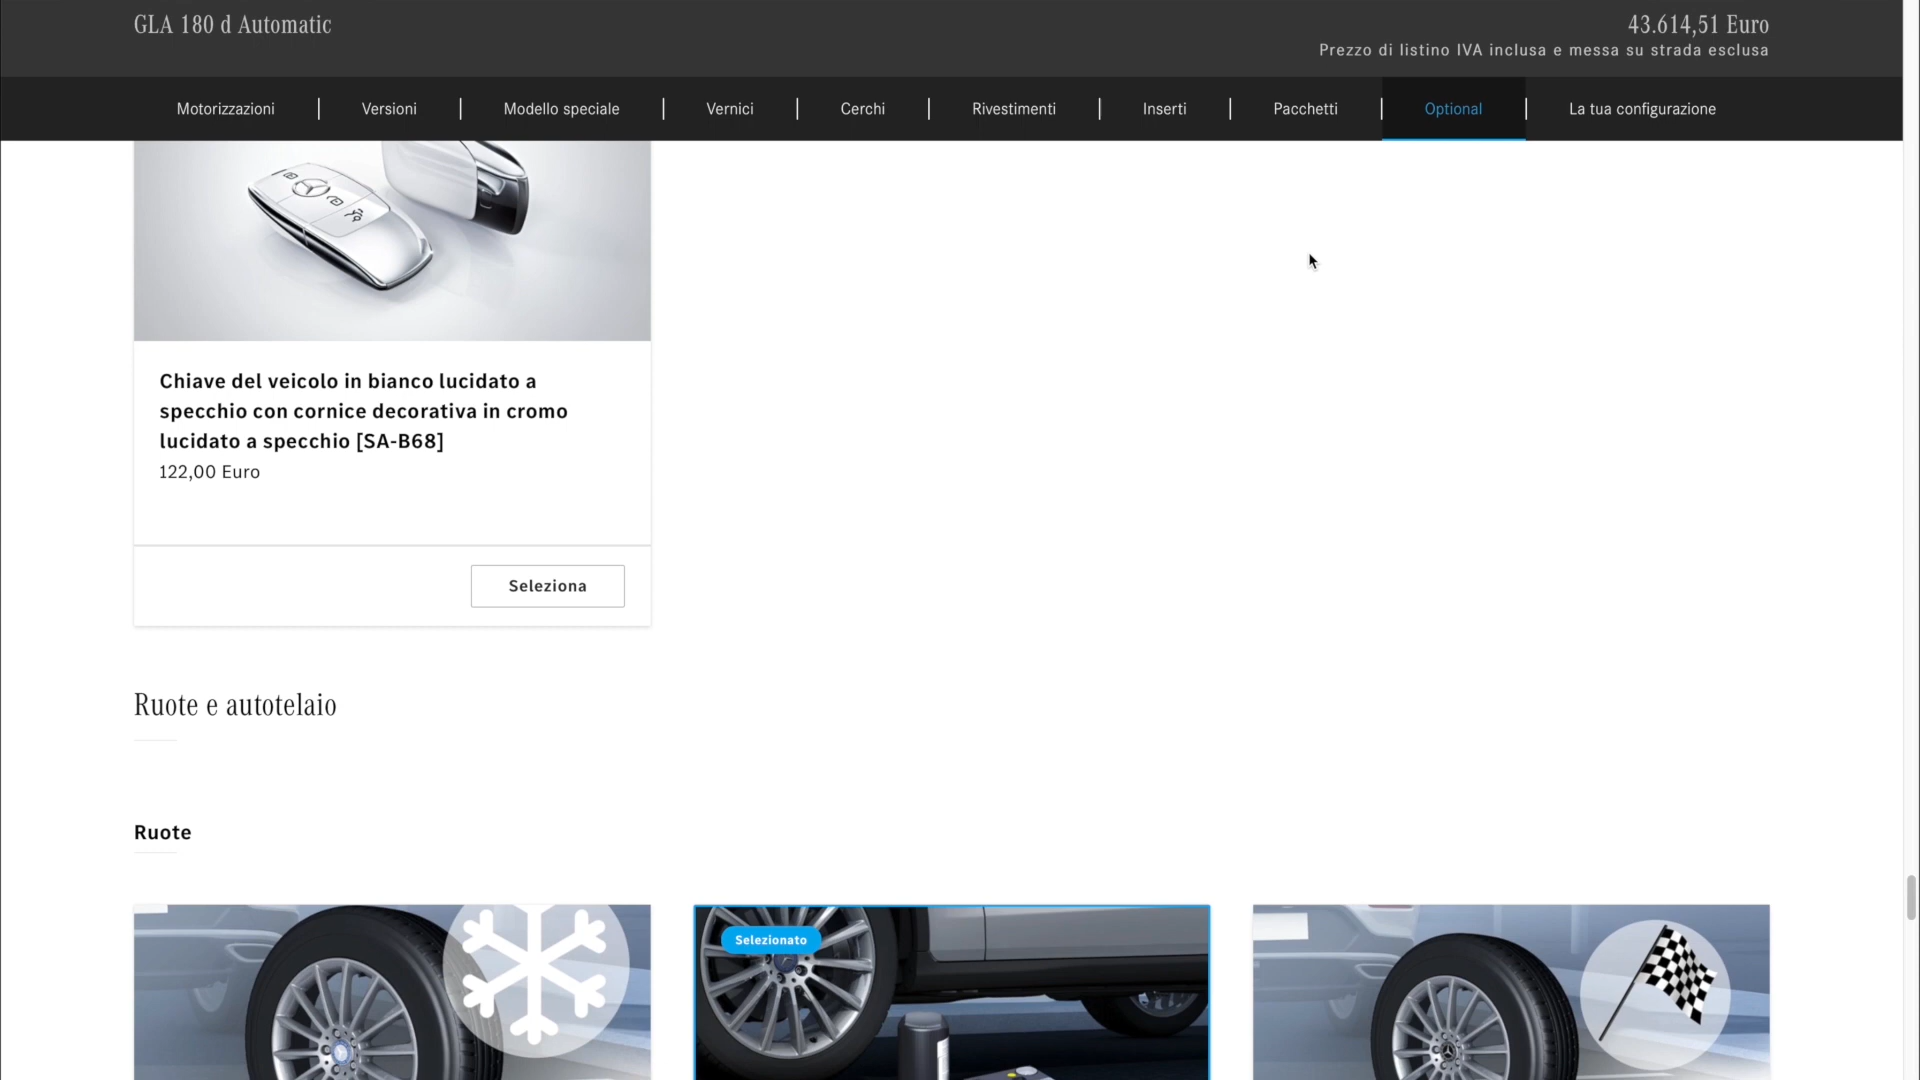 GLA 180 d Automatic
43.614,51 Euro
Prezzo di listino IVA inclusa e messa su strada esclusa
Motorizzazioni
Versioni
Modello speciale
Vernici
Cerchi
Rivestimenti
Inserti
Pacchetti
Optional
La tua configurazione
Chiave del veicolo in bianco lucidato a
specchio con cornice decorativa in cromo
lucidato a specchio [SA-B68]
122,00 Euro
Seleziona
Ruote e autotelaio
Ruote
Selezionato